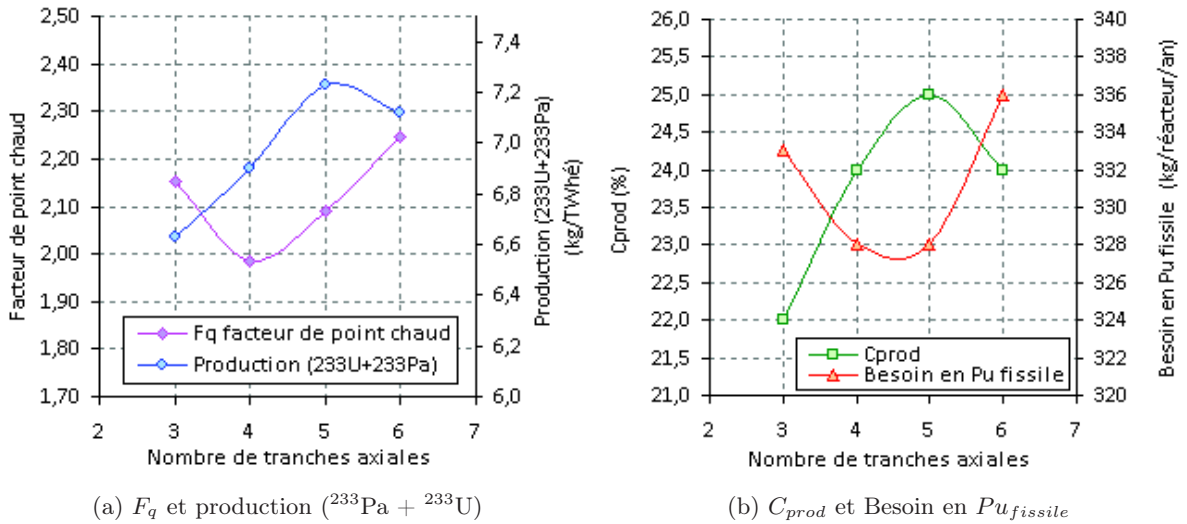 2,50
2,40
2,30
2,20
2,10
2,00
1,90
1,80
1,70
Facteur de point chaud
7,4
7,2
7,0
6,8
6,6
6,4
6,2
6,0
Production (233U+233Pa)
(kg/TWhé)
Fq facteur de point chaud
Production (233U+233Pa)
2 3 4 5 6 7
Nombre de tranches axiales
(a) Fq et production (233Pa + 233U)
26,0
25,5
25,0
24,5
24,0
23,5
23,0
22,5
22,0
21,5
21,0
Cprod (%)
340
338
336
334
332
330
328
326
324
322
320
Besoin en Pu fissile (kg/réacteur/an)
Cprod
Besoin en Pu fissile
2 3 4 5 6 7
Nombre de tranches axiales
(b) Cprod et Besoin en Pufissile